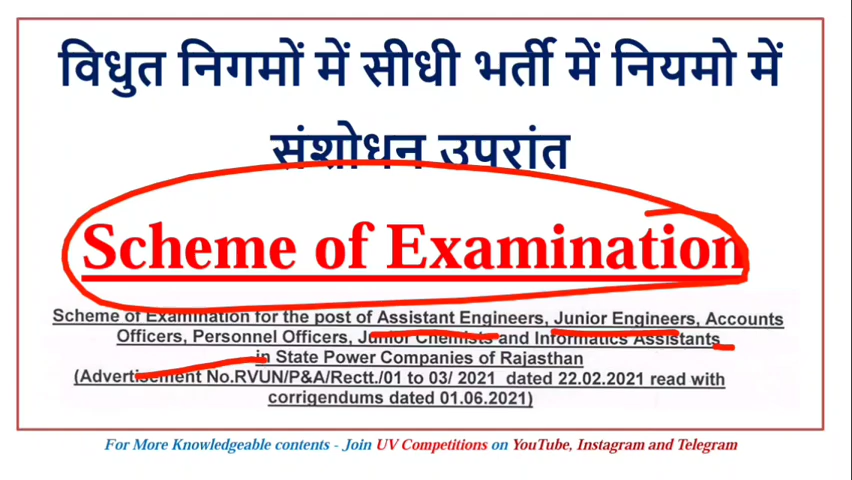 विधुत निगमों में सीधी भर्ती में नियमो में
संशोधन उपरांत
Scheme of Examination
Scheme of Examination for the post of Assistant Engineers, Junior Engineers, Accounts
Officers, Personnel Officers, Junior Chemists and Informatics Assistants
in State Power Companies of Rajasthan
(Advertisement No.RVUN/P&A/Rectt./01 to 03/ 2021 dated 22.02.2021 read with
corrigendums dated 01.06.2021)
For More Knowledgeable contents - Join UV Competitions on YouTube, Instagram and Telegram